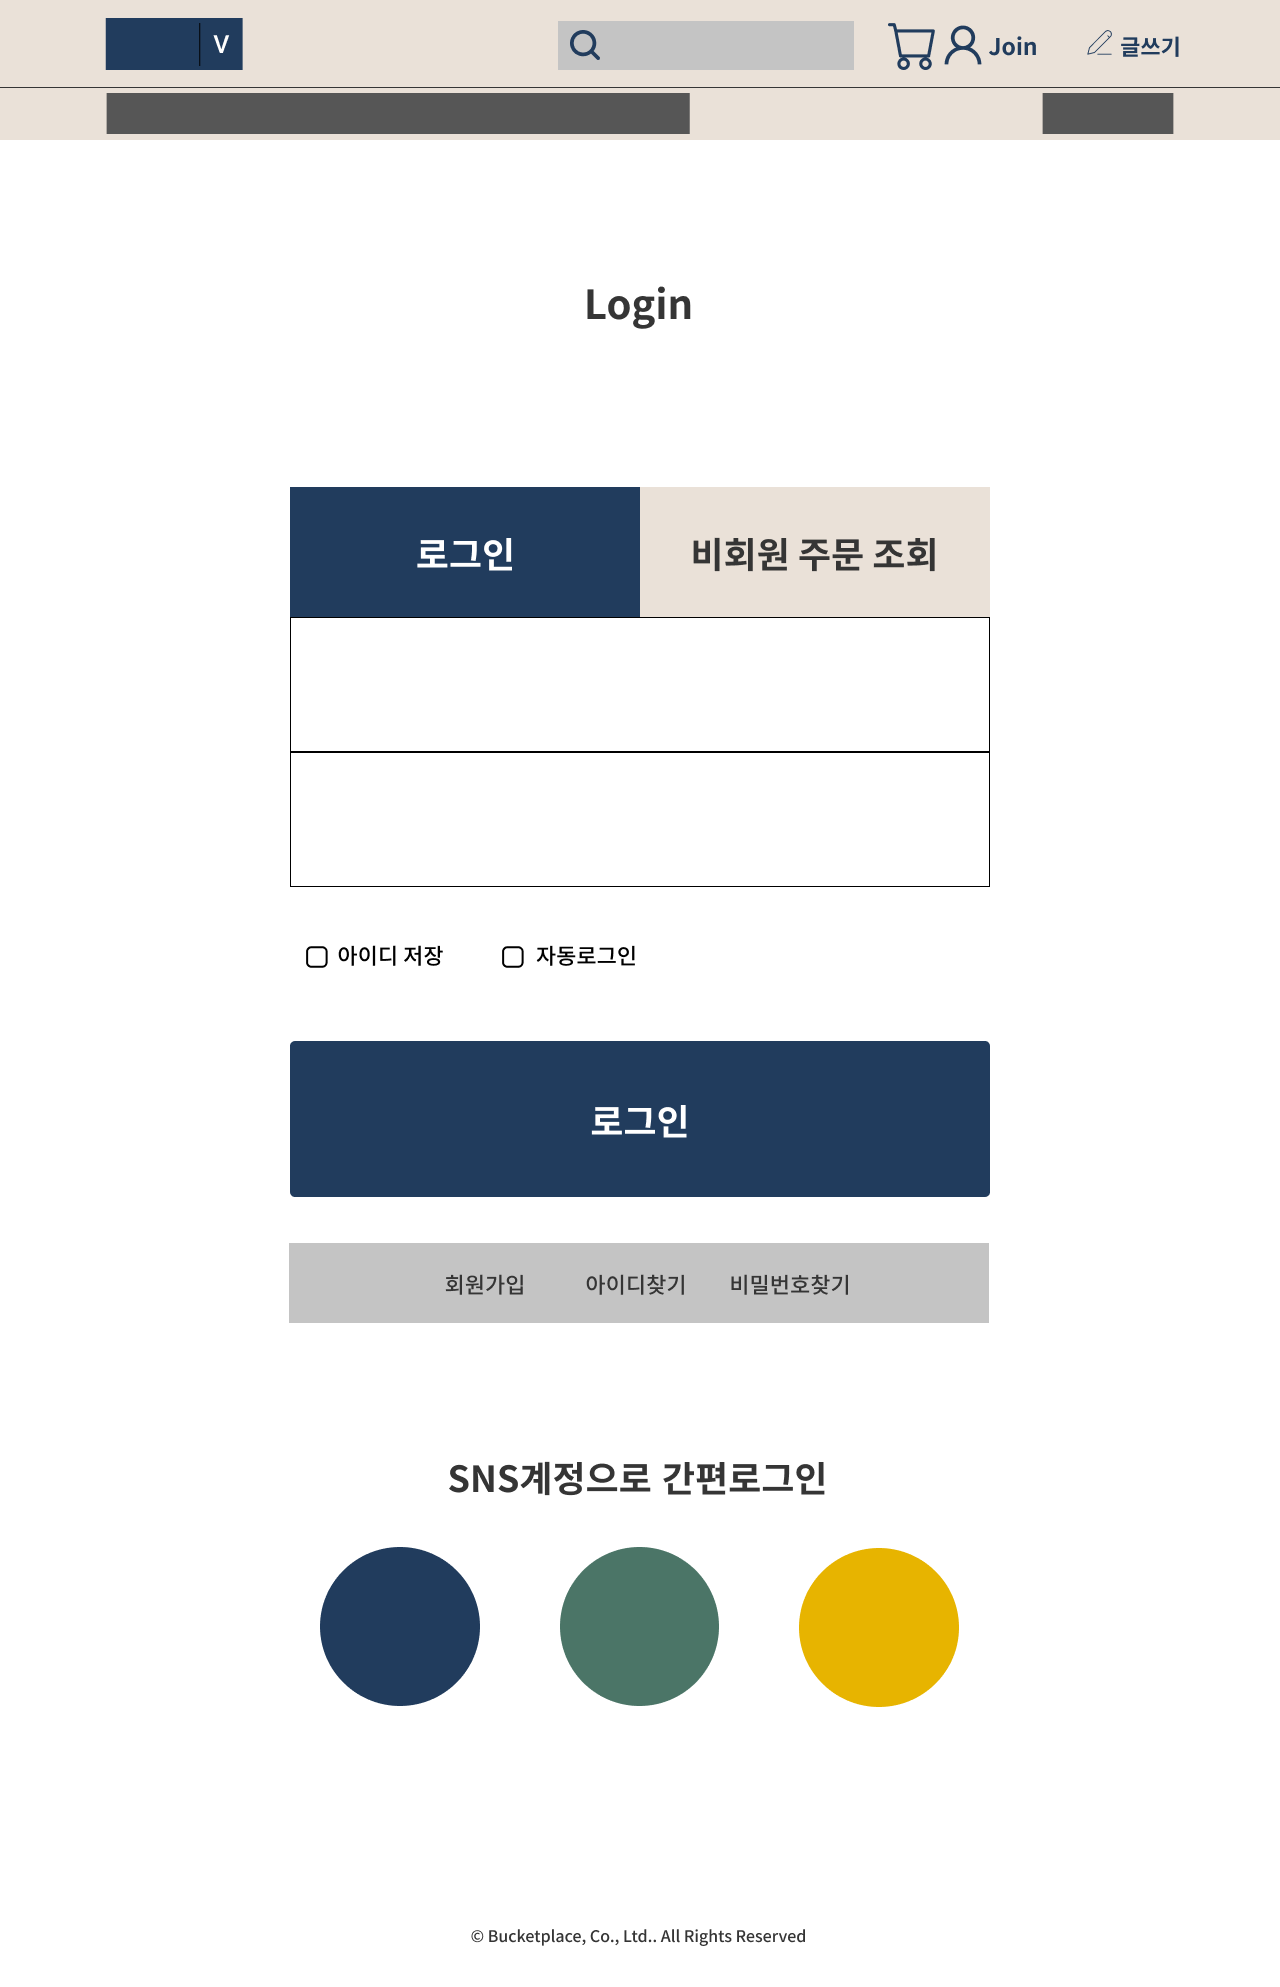 V
Join
글쓰기
Login
로그인
비회원 주문 조회
아이디 저장
자동로그인
로그인
회원가입
아이디찾기
비밀번호찾기
SNS계정으로 간편로그인
© Bucketplace, Co., Ltd.. All Rights Reserved